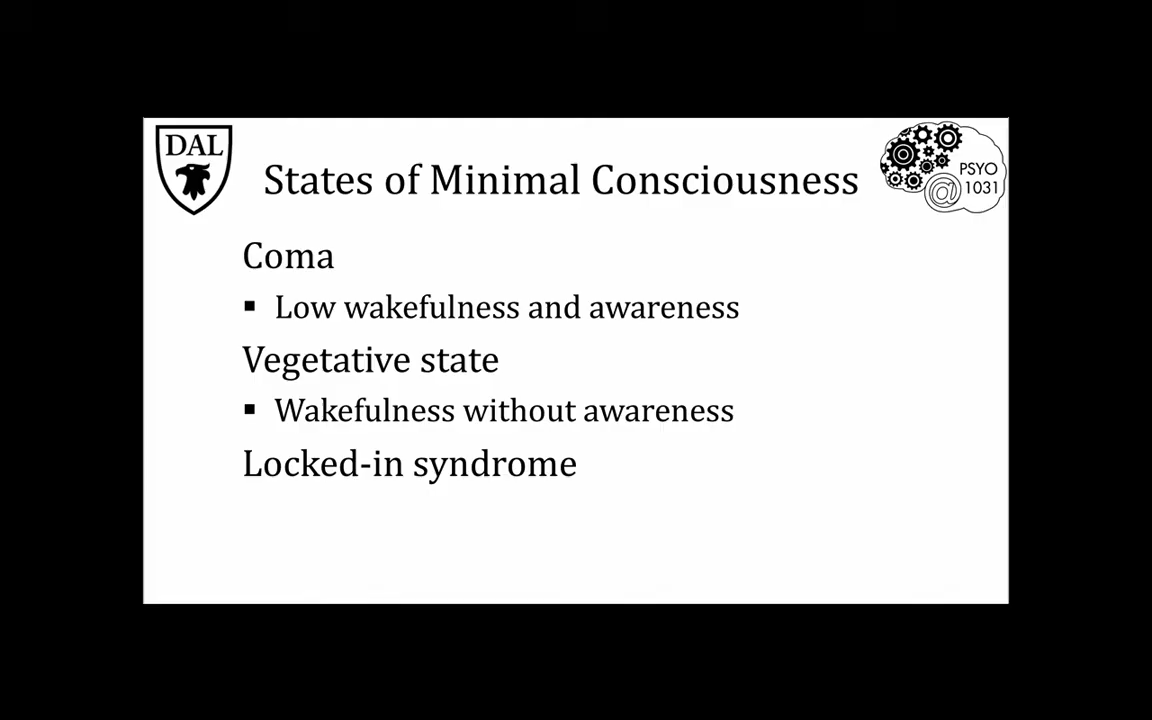 DAL
States of Minimal Consciousness
PSYO
@ 1031
Coma
▪ Low wakefulness and awareness
Vegetative state
▪ Wakefulness without awareness
Locked-in syndrome